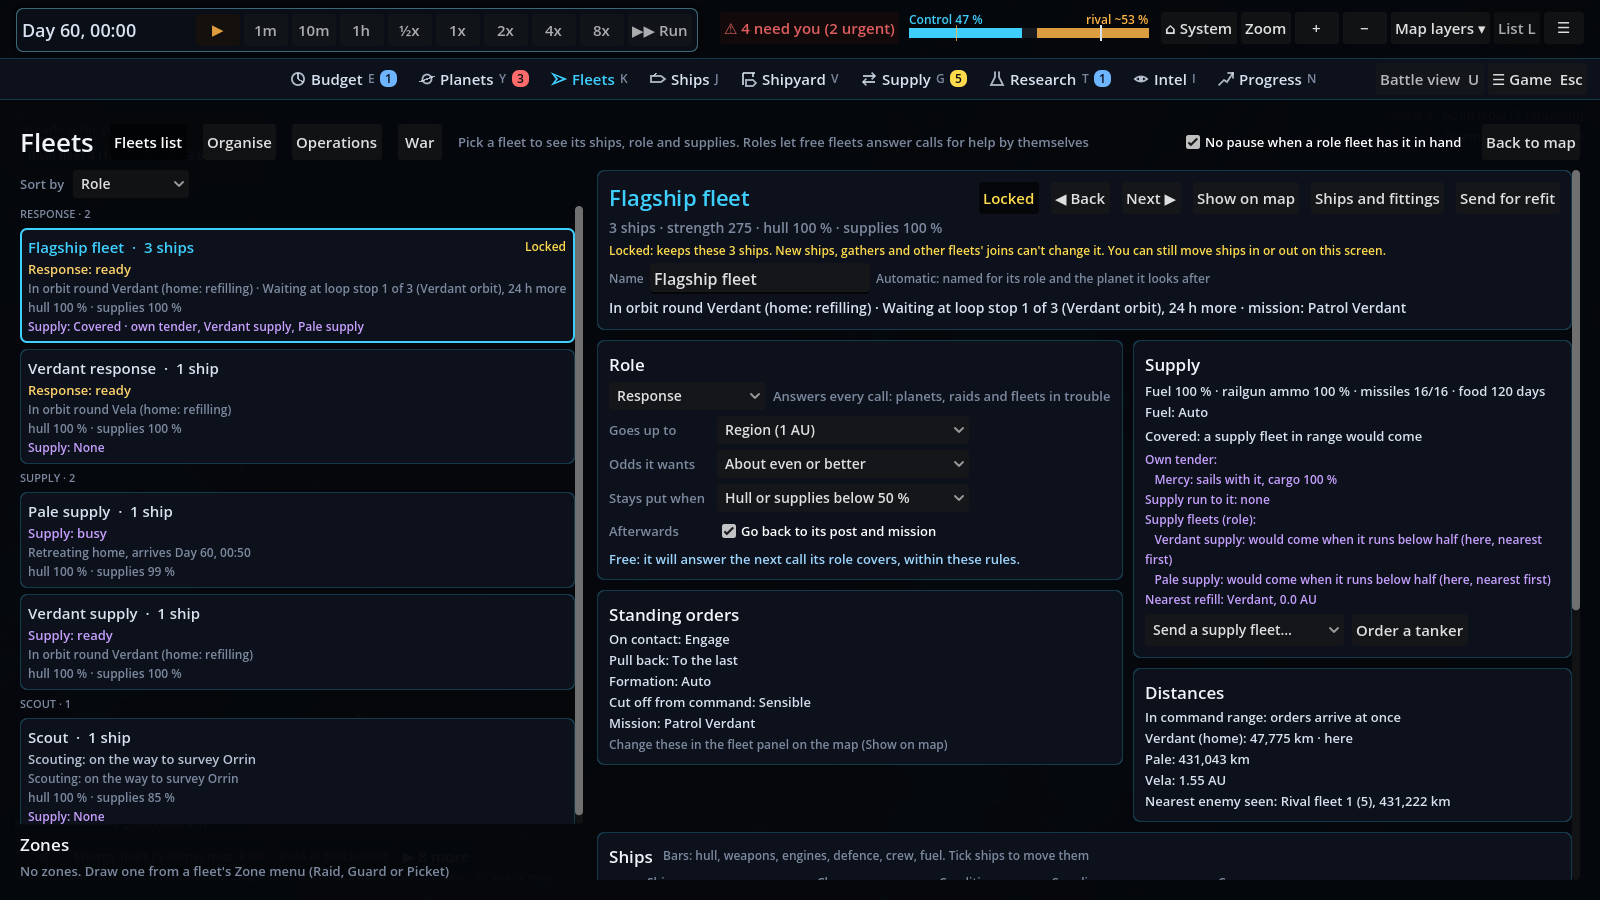 Day 60, 00:00 ▶ 1m 10m 1h ½x 1x 2x 4x 8x ▶▶ Run
⚠ 4 need you (2 urgent)
Control 47 % rival ~53 %
⌂ System Zoom + − Map layers ▾ List L ☰
Budget E 1 Planets Y 3 Fleets K Ships J Shipyard V Supply G 5 Research T 1 Intel I Progress N
Battle view U ☰ Game Esc
Fleets Fleets list Organise Operations War Pick a fleet to see its ships, role and supplies. Roles let free fleets answer calls for help by themselves
No pause when a role fleet has it in hand Back to map
Sort by Role
RESPONSE · 2
Flagship fleet · 3 ships Locked
Response: ready
In orbit round Verdant (home: refilling) · Waiting at loop stop 1 of 3 (Verdant orbit), 24 h more
hull 100 % · supplies 100 %
Supply: Covered · own tender, Verdant supply, Pale supply
Verdant response · 1 ship
Response: ready
In orbit round Vela (home: refilling)
hull 100 % · supplies 100 %
Supply: None
SUPPLY · 2
Pale supply · 1 ship
Supply: busy
Retreating home, arrives Day 60, 00:50
hull 100 % · supplies 99 %
Verdant supply · 1 ship
Supply: ready
In orbit round Verdant (home: refilling)
hull 100 % · supplies 100 %
SCOUT · 1
Scout · 1 ship
Scouting: on the way to survey Orrin
Scouting: on the way to survey Orrin
hull 100 % · supplies 85 %
Supply: None
Zones
No zones. Draw one from a fleet's Zone menu (Raid, Guard or Picket)
Flagship fleet Locked ◀ Back Next ▶ Show on map Ships and fittings Send for refit
3 ships · strength 275 · hull 100 % · supplies 100 %
Locked: keeps these 3 ships. New ships, gathers and other fleets' joins can't change it. You can still move ships in or out on this screen.
Name Flagship fleet Automatic: named for its role and the planet it looks after
In orbit round Verdant (home: refilling) · Waiting at loop stop 1 of 3 (Verdant orbit), 24 h more · mission: Patrol Verdant
Role
Response Answers every call: planets, raids and fleets in trouble
Goes up to Region (1 AU)
Odds it wants About even or better
Stays put when Hull or supplies below 50 %
Afterwards Go back to its post and mission
Free: it will answer the next call its role covers, within these rules.
Standing orders
On contact: Engage
Pull back: To the last
Formation: Auto
Cut off from command: Sensible
Mission: Patrol Verdant
Change these in the fleet panel on the map (Show on map)
Supply
Fuel 100 % · railgun ammo 100 % · missiles 16/16 · food 120 days
Fuel: Auto
Covered: a supply fleet in range would come
Own tender:
Mercy: sails with it, cargo 100 %
Supply run to it: none
Supply fleets (role):
Verdant supply: would come when it runs below half (here, nearest
first)
Pale supply: would come when it runs below half (here, nearest first)
Nearest refill: Verdant, 0.0 AU
Send a supply fleet... Order a tanker
Distances
In command range: orders arrive at once
Verdant (home): 47,775 km · here
Pale: 431,043 km
Vela: 1.55 AU
Nearest enemy seen: Rival fleet 1 (5), 431,222 km
Ships Bars: hull, weapons, engines, defence, crew, fuel. Tick ships to move them